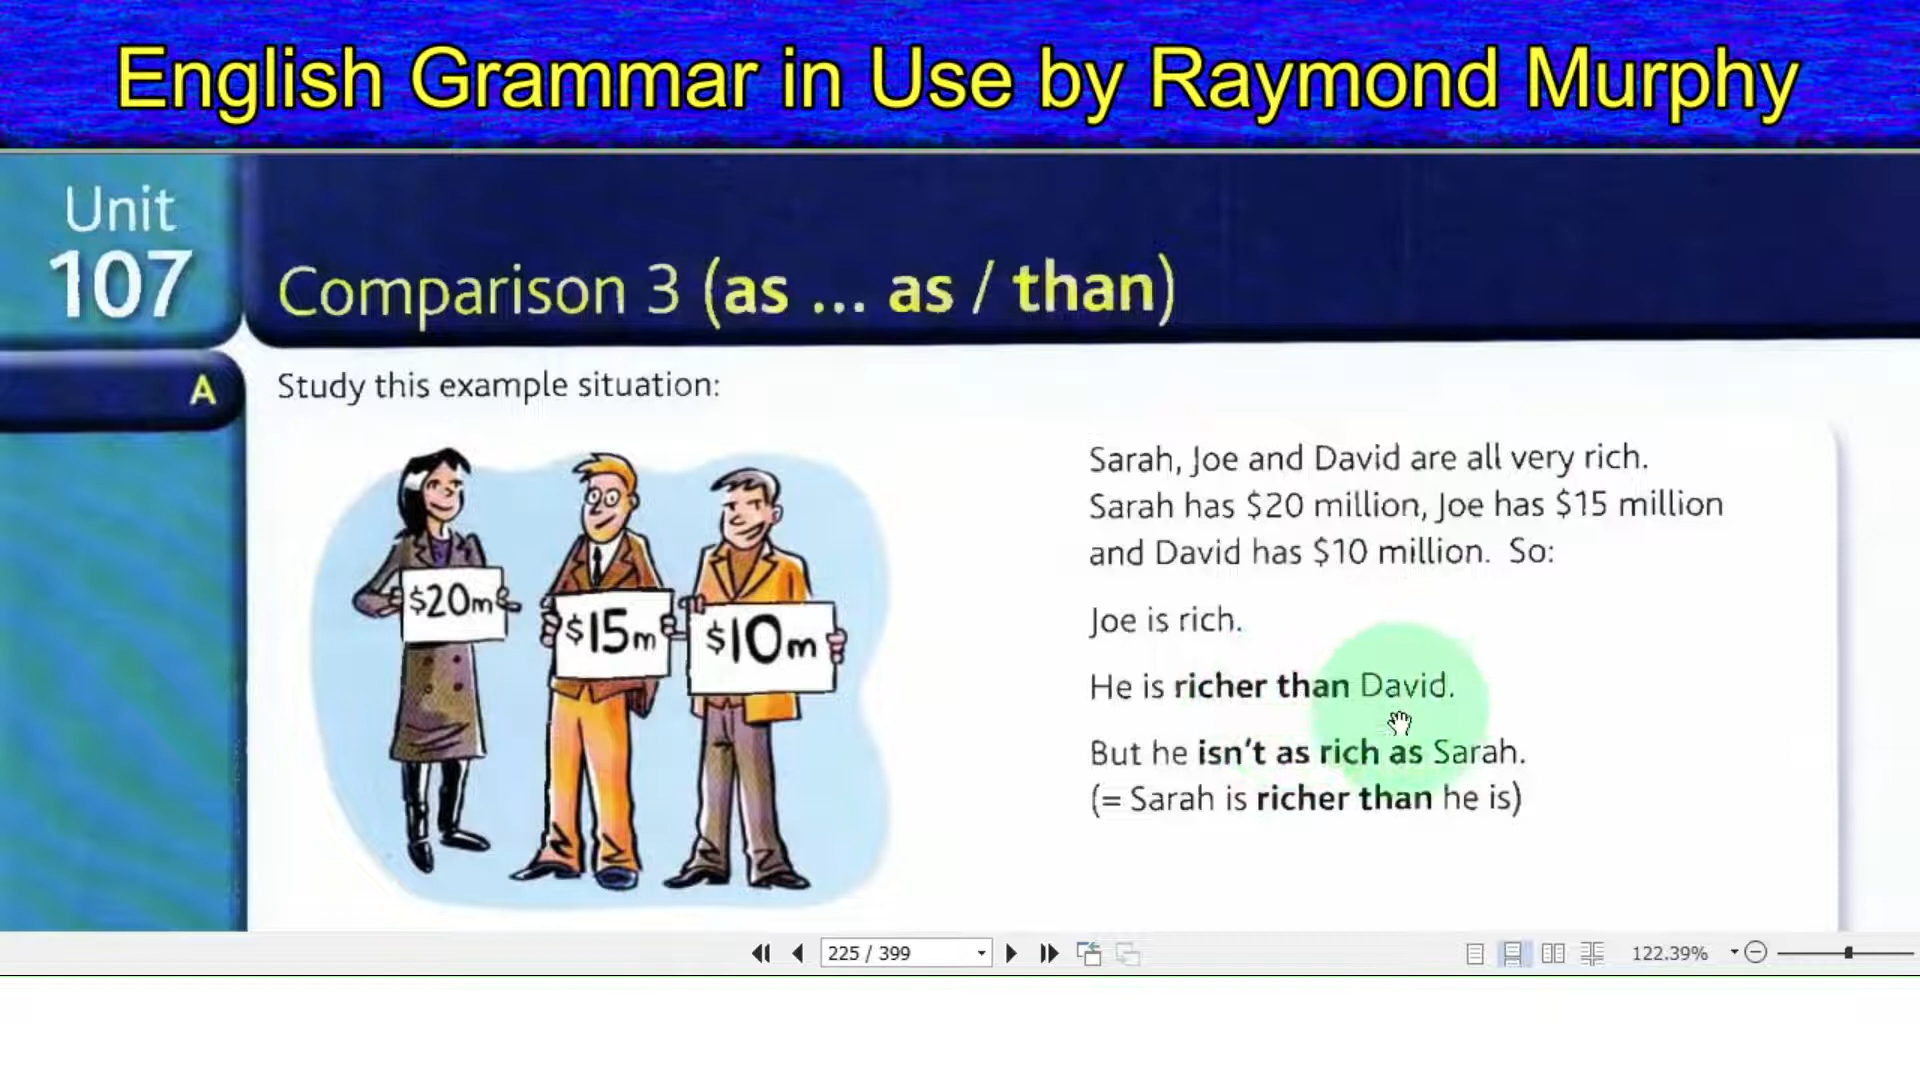 English Grammar in Use by Raymond Murphy
Unit
107
Comparison 3 (as ... as / than)
A
Study this example situation:
$20m
$15m
$10m
Sarah, Joe and David are all very rich.
Sarah has $20 million, Joe has $15 million
and David has $10 million. So:
Joe is rich.
He is richer than David.
But he isn't as rich as Sarah.
(= Sarah is richer than he is)
225 / 399
122.39%